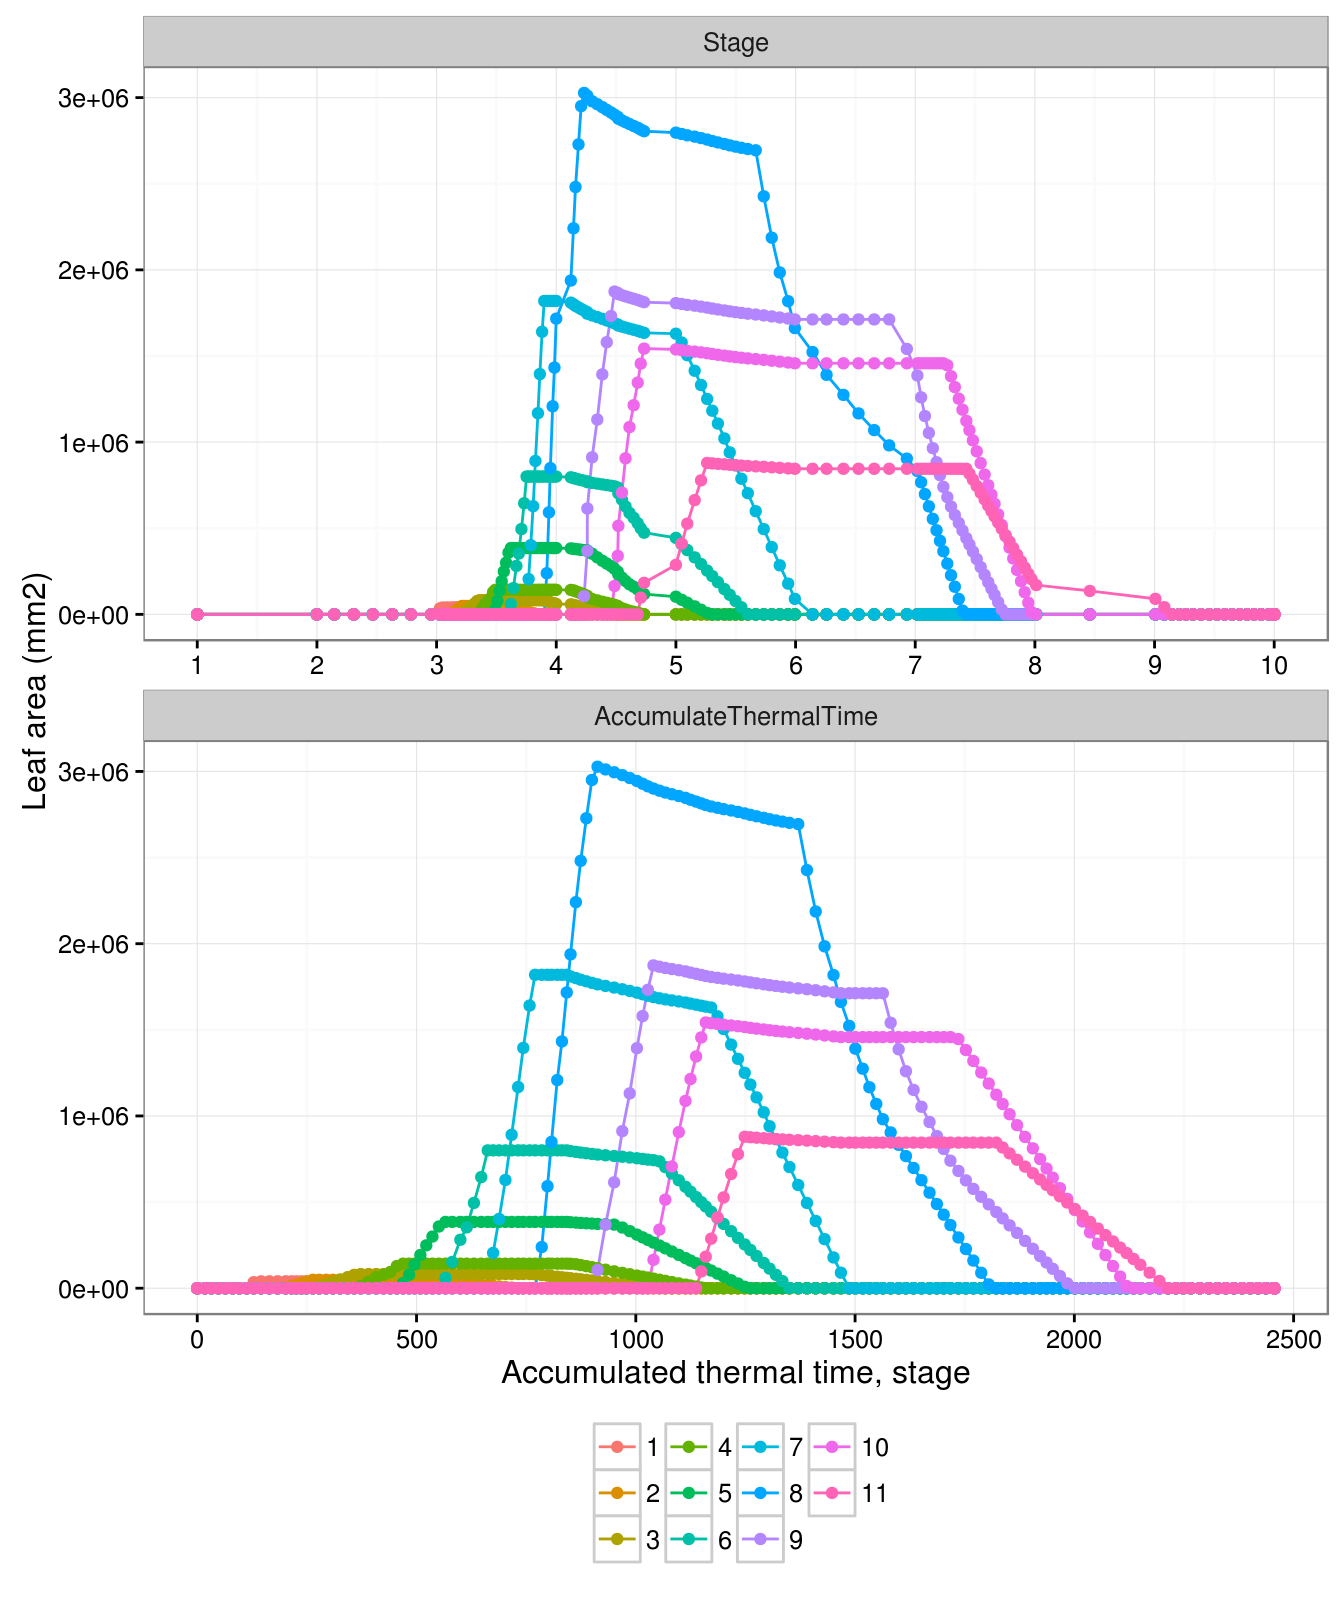 Stage
3e+06
2e+06
1e+06
0e+00
1 2 3 4 5 6 7 8 9 10
Leaf area (mm2)
AccumulateThermalTime
3e+06
2e+06
1e+06
0e+00
0 500 1000 1500 2000 2500
Accumulated thermal time, stage
1 4 7 10
2 5 8 11
3 6 9